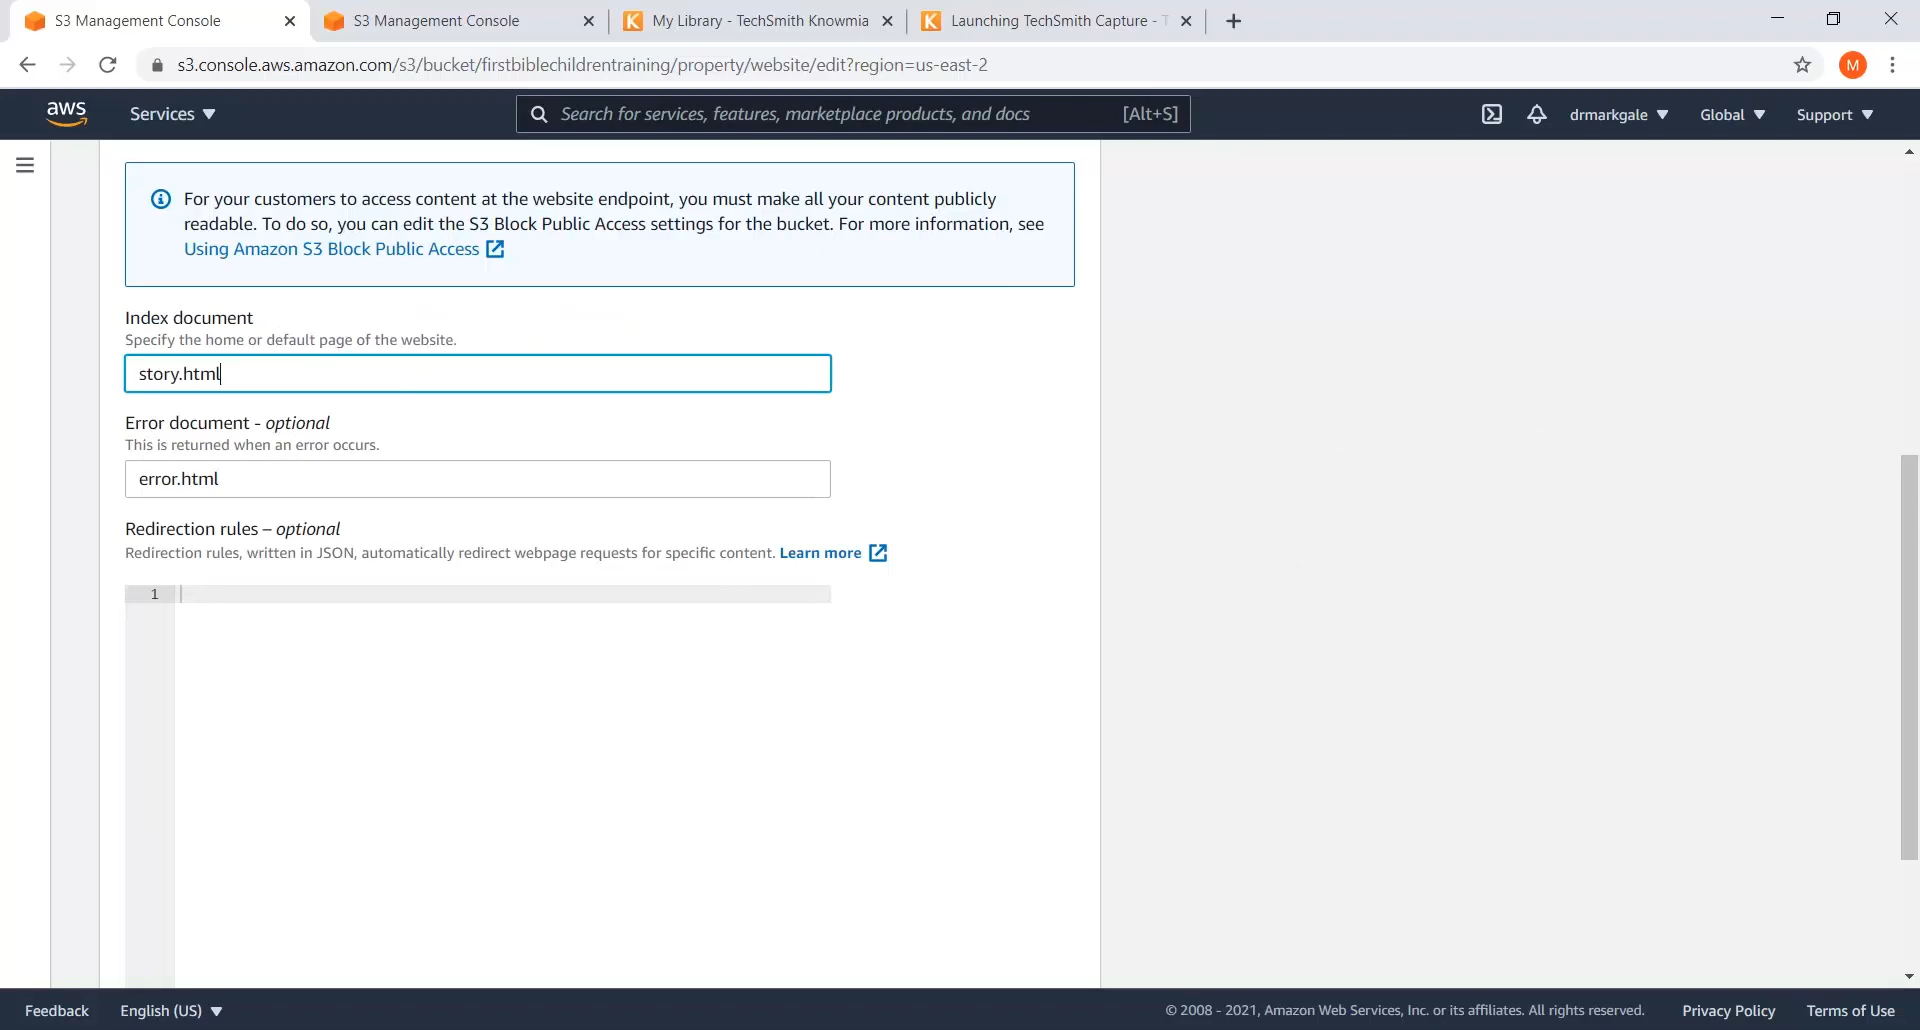 S3 Management Console
S3 Management Console
K My Library - TechSmith Knowmia
K Launching TechSmith Capture - T
s3.console.aws.amazon.com/s3/bucket/firstbiblechildrentraining/property/website/edit?region=us-east-2
M
aws
Services
Search for services, features, marketplace products, and docs [Alt+S]
drmarkgale
Global
Support
For your customers to access content at the website endpoint, you must make all your content publicly
readable. To do so, you can edit the S3 Block Public Access settings for the bucket. For more information, see
Using Amazon S3 Block Public Access
Index document
Specify the home or default page of the website.
story.html
Error document - optional
This is returned when an error occurs.
error.html
Redirection rules – optional
Redirection rules, written in JSON, automatically redirect webpage requests for specific content. Learn more
1
Feedback
English (US)
© 2008 - 2021, Amazon Web Services, Inc. or its affiliates. All rights reserved.
Privacy Policy
Terms of Use